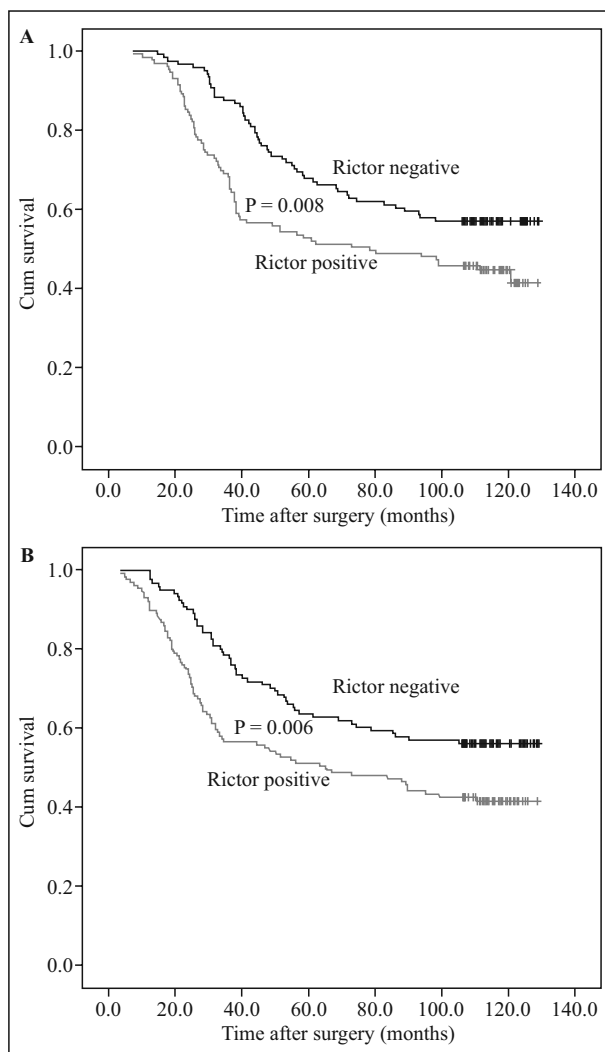 A
1.0
0.8
0.6
0.4
0.2
0.0
Cum survival
Rictor negative
P = 0.008
Rictor positive
0.0 20.0 40.0 60.0 80.0 100.0 120.0 140.0
Time after surgery (months)
B
1.0
0.8
0.6
0.4
0.2
0.0
Cum survival
Rictor negative
P = 0.006
Rictor positive
0.0 20.0 40.0 60.0 80.0 100.0 120.0 140.0
Time after surgery (months)